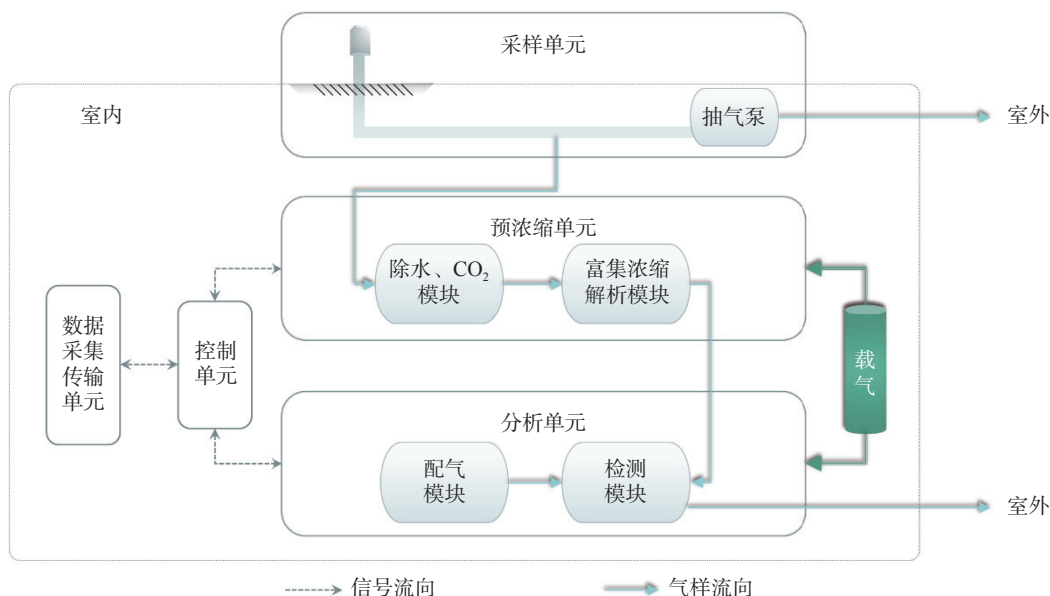 采样单元
室内
抽气泵
室外
预浓缩单元
除水、CO₂
模块
富集浓缩
解析模块
数据
采集
传输
单元
控制
单元
载
气
分析单元
配气
模块
检测
模块
室外
信号流向
气样流向